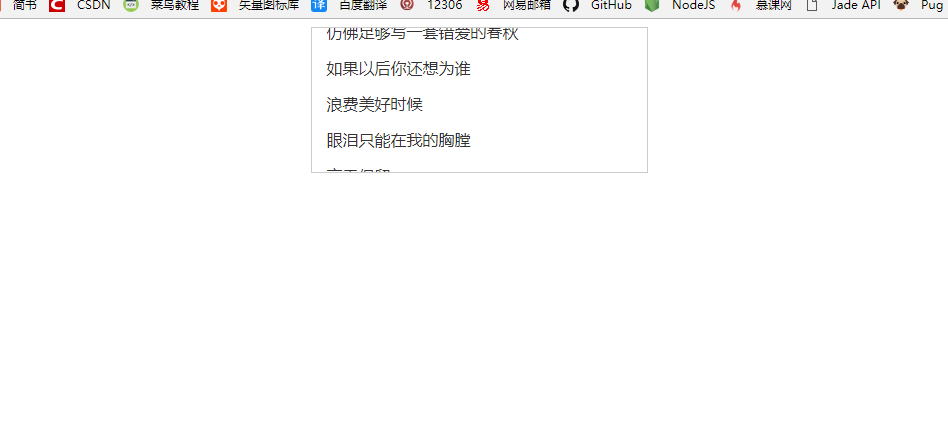 简书 CSDN 菜鸟教程 矢量图标库 译 百度翻译 12306 易 网易邮箱 GitHub NodeJS 慕课网 Jade API Pug
仿佛足够写一套错爱的春秋
如果以后你还想为谁
浪费美好时候
眼泪只能在我的胸膛